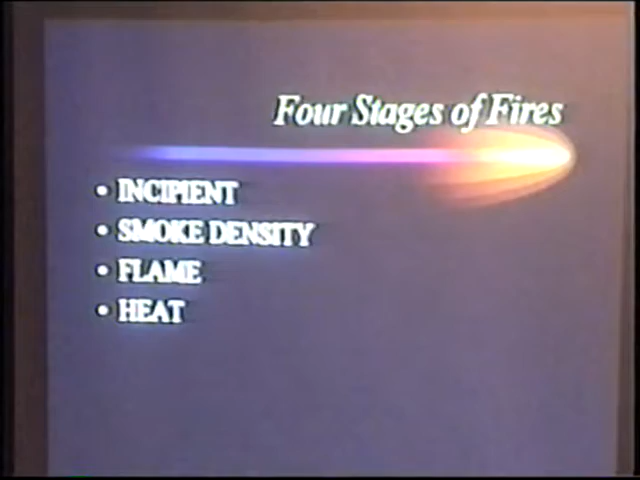 Four Stages of Fires
• INCIPIENT
• SMOKE DENSITY
• FLAME
• HEAT